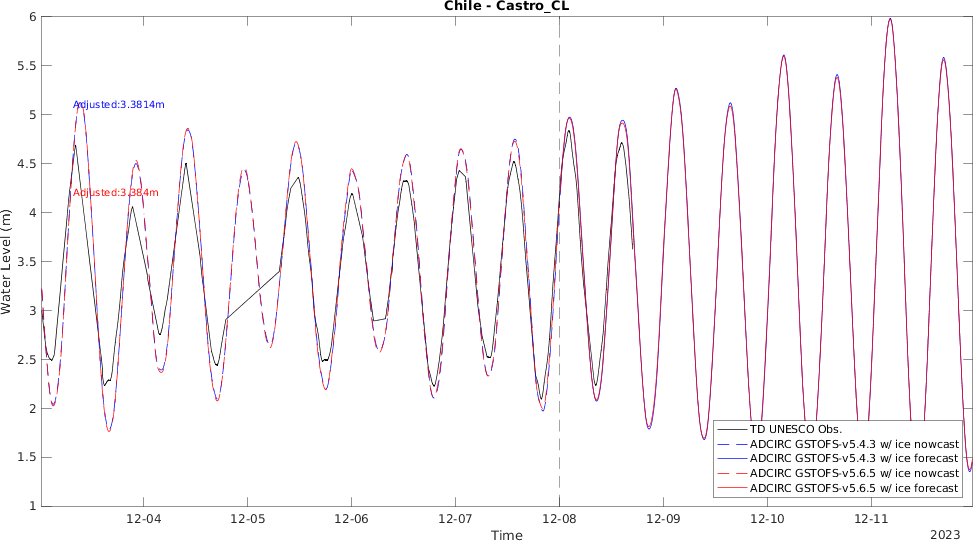 Chile - Castro_CL
6
5.5
5
4.5
4
3.5
3
2.5
2
1.5
1
Water Level (m)
Adjusted:3.3814m
Adjusted:3.384m
TD UNESCO Obs.
ADCIRC GSTOFS-v5.4.3 w/ ice nowcast
ADCIRC GSTOFS-v5.4.3 w/ ice forecast
ADCIRC GSTOFS-v5.6.5 w/ ice nowcast
ADCIRC GSTOFS-v5.6.5 w/ ice forecast
12-04 12-05 12-06 12-07 12-08 12-09 12-10 12-11
Time
2023